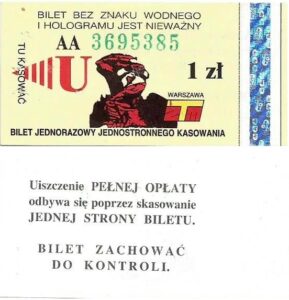 BILET BEZ ZNAKU WODNEGO
I HOLOGRAMU JEST NIEWAŻNY
TU KASOWAĆ
AA 3695385
U
1 zł
WARSZAWA
ZTM
BILET JEDNORAZOWY JEDNOSTRONNEGO KASOWANIA
Uiszczenie PEŁNEJ OPŁATY
odbywa się poprzez skasowanie
JEDNEJ STRONY BILETU.
BILET ZACHOWAĆ
DO KONTROLI.